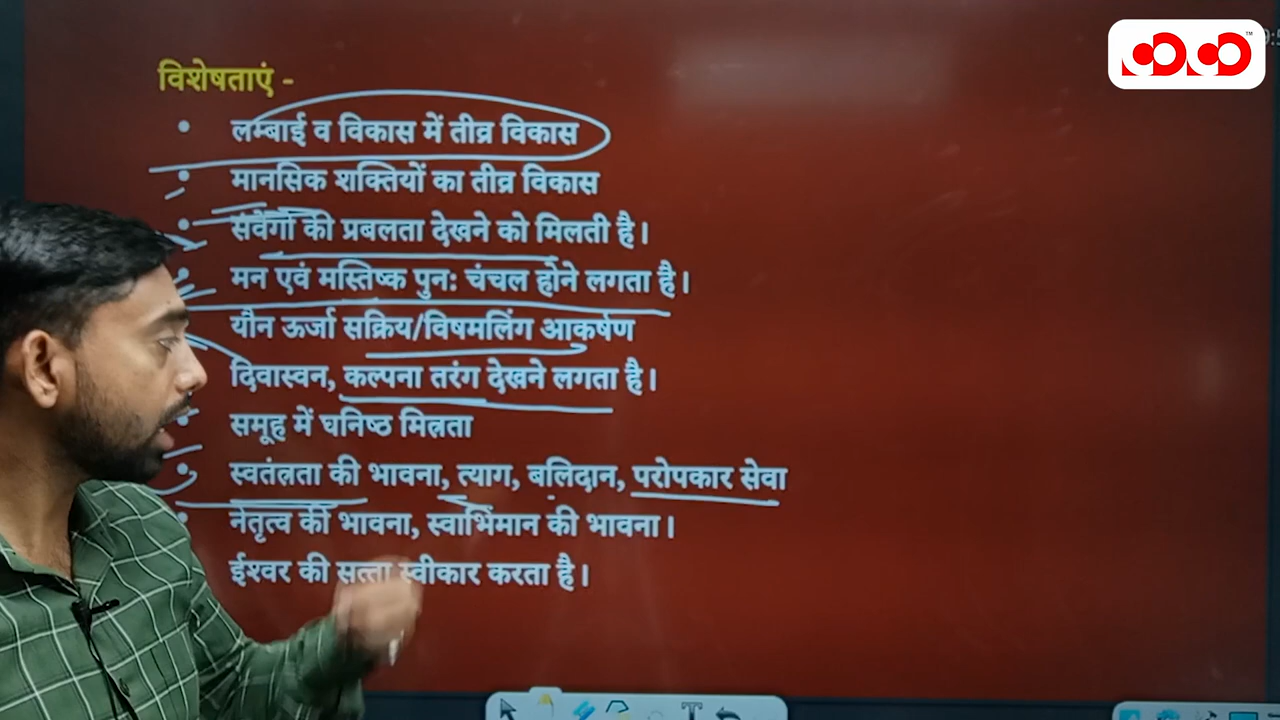 विशेषताएं -
• लम्बाई व विकास में तीव्र विकास
• मानसिक शक्तियों का तीव्र विकास
• संवेगों की प्रबलता देखने को मिलती है।
• मन एवं मस्तिष्क पुन: चंचल होने लगता है।
यौन ऊर्जा सक्रिय/विषमलिंग आकर्षण
दिवास्वन, कल्पना तरंग देखने लगता है।
• समूह में घनिष्ठ मित्रता
• स्वतंत्रता की भावना, त्याग, बलिदान, परोपकार सेवा
• नेतृत्व की भावना, स्वाभिमान की भावना।
ईश्वर की सत्ता स्वीकार करता है।